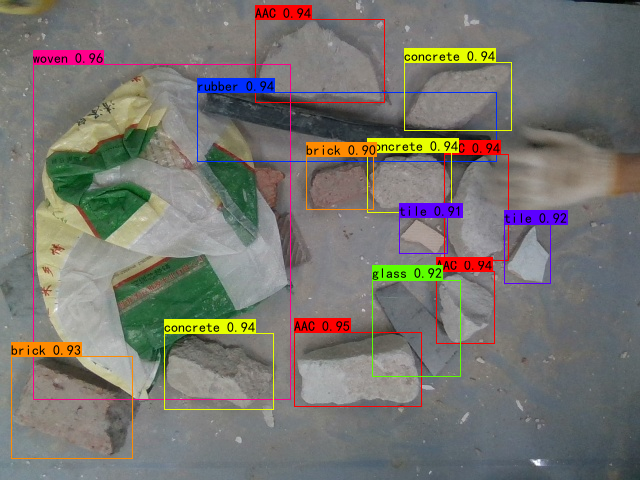 AAC 0.94
concrete 0.94
woven 0.96
rubber 0.94
brick 0.90
concrete 0.94
C 0.94
tile 0.91
tile 0.92
glass 0.92
AAC 0.94
concrete 0.94
AAC 0.95
brick 0.93